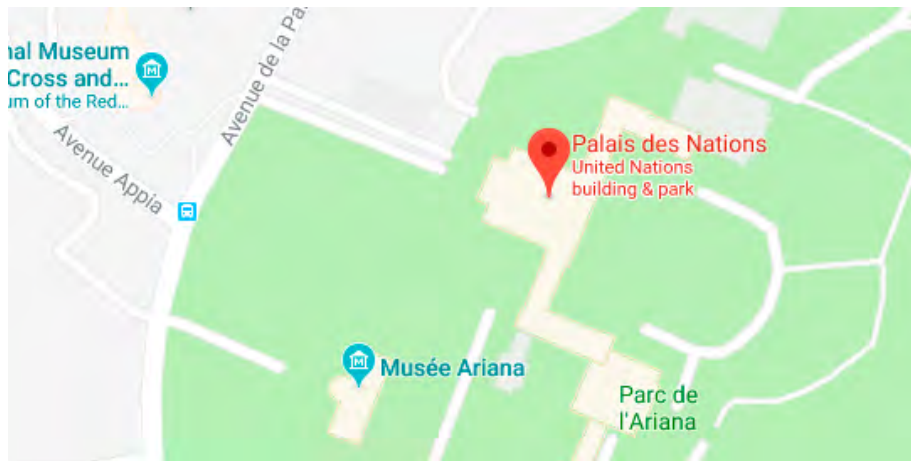 nal Museum
Cross and...
um of the Red...
Avenue de la Pa
Avenue Appia
Palais des Nations
United Nations
building & park
Musée Ariana
Parc de
l'Ariana